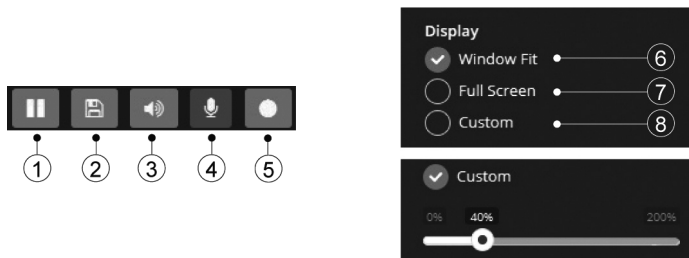 1
2
3
4
5
Display
Window Fit 6
Full Screen 7
Custom 8
Custom
0% 40% 200%